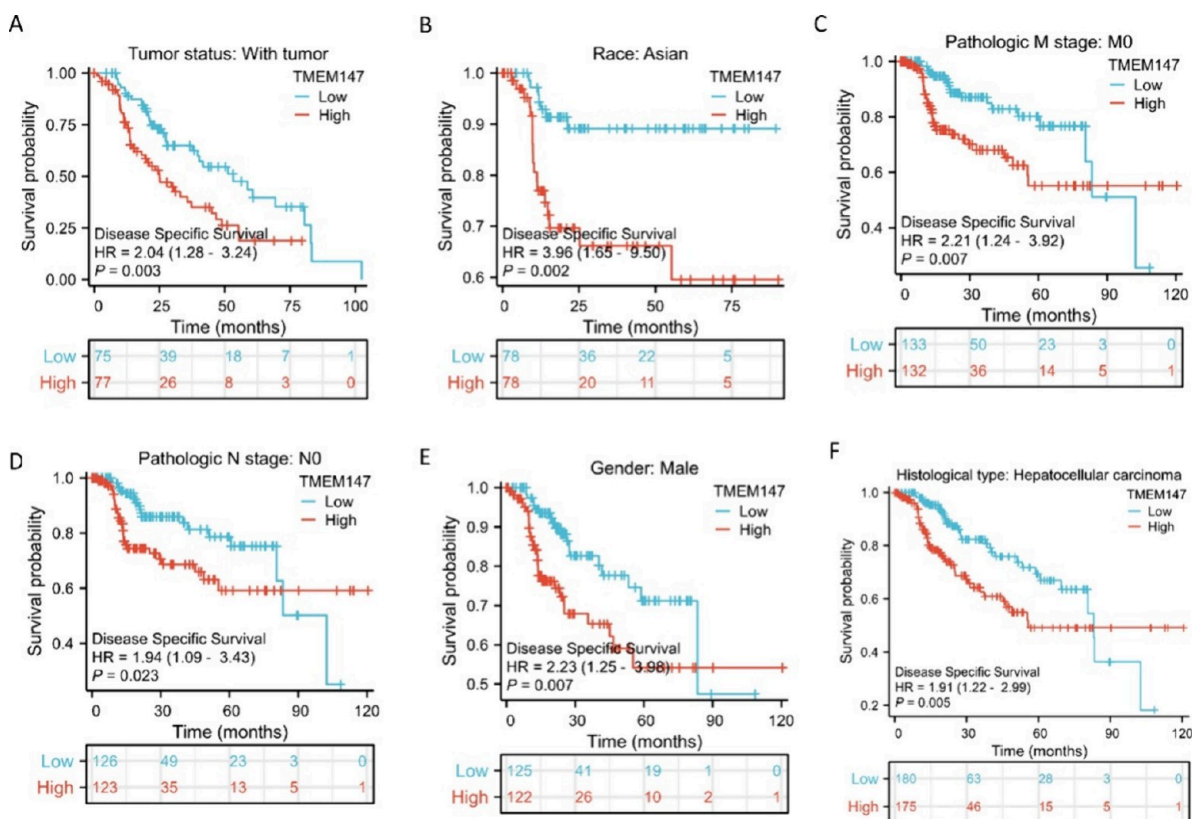 A
Tumor status: With tumor
TMEM147
Low
High
Survival probability
1.00
0.75
0.50
0.25
0.00
Disease Specific Survival
HR = 2.04 (1.28 - 3.24)
P = 0.003
0 25 50 75 100
Time (months)
Low 75 39 18 7 1
High 77 26 8 3 0
B
Race: Asian
TMEM147
Low
High
Survival probability
1.0
0.9
0.8
0.7
0.6
Disease Specific Survival
HR = 3.96 (1.65 - 9.50)
P = 0.002
0 25 50 75
Time (months)
Low 78 36 22 5
High 78 20 11 5
C
Pathologic M stage: M0
TMEM147
Low
High
Survival probability
1.0
0.8
0.6
0.4
Disease Specific Survival
HR = 2.21 (1.24 - 3.92)
P = 0.007
0 30 60 90 120
Time (months)
Low 133 50 23 3 0
High 132 36 14 5 1
D
Pathologic N stage: N0
TMEM147
Low
High
Survival probability
1.0
0.8
0.6
0.4
Disease Specific Survival
HR = 1.94 (1.09 - 3.43)
P = 0.023
0 30 60 90 120
Time (months)
Low 126 49 23 3 0
High 123 35 13 5 1
E
Gender: Male
TMEM147
Low
High
Survival probability
1.0
0.9
0.8
0.7
0.6
0.5
Disease Specific Survival
HR = 2.23 (1.25 - 3.98)
P = 0.007
0 30 60 90 120
Time (months)
Low 125 41 19 1 0
High 122 26 10 2 1
F
Histological type: Hepatocellular carcinoma
TMEM147
Low
High
Survival probability
1.0
0.8
0.6
0.4
0.2
Disease Specific Survival
HR = 1.91 (1.22 - 2.99)
P = 0.005
0 30 60 90 120
Time (months)
Low 180 63 28 3 0
High 175 46 15 5 1